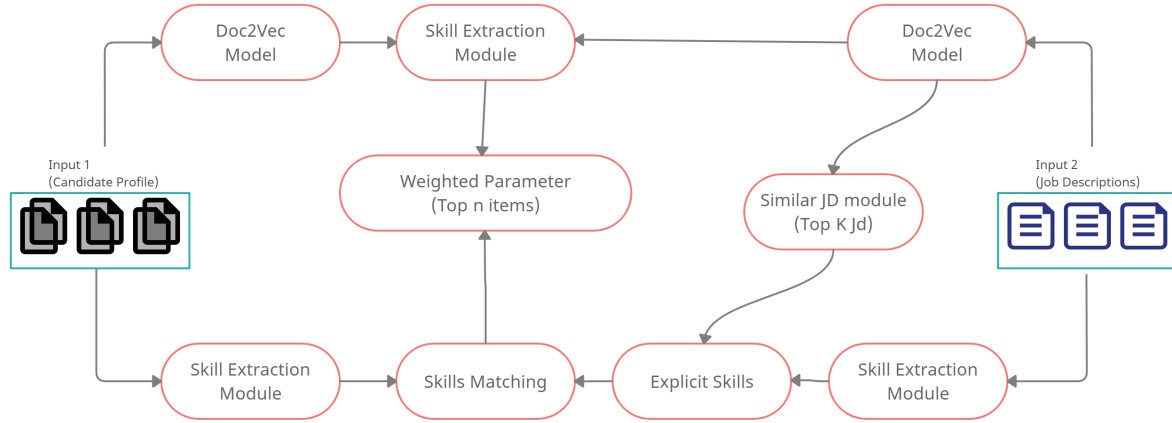 Doc2Vec
Model
Skill Extraction
Module
Doc2Vec
Model
Input 1
(Candidate Profile)
Weighted Parameter
(Top n items)
Similar JD module
(Top K Jd)
Input 2
(Job Descriptions)
Skill Extraction
Module
Skills Matching
Explicit Skills
Skill Extraction
Module